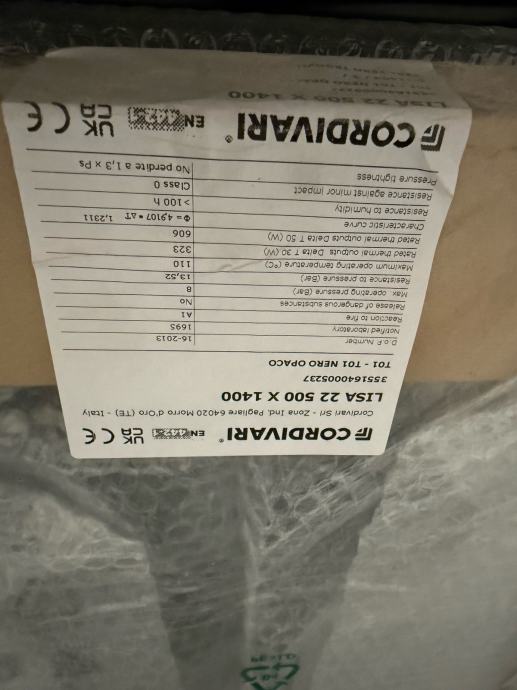 CORDIVARI® EN 442 UK CA CE
Cordivari Srl - Zona Ind. Pagliare 64020 Morro d'Oro (TE) - Italy
LISA 22 500 X 1400
3551640005237
T01 - T01 NERO OPACO
D.o.P. Number 16-2013
Notified laboratory 1695
Reaction to fire A1
Release of dangerous substances No
Max. operating pressure (Bar) 8
Resistance to pressure (Bar) 13,52
Maximum operating temperature (°C) 110
Rated thermal outputs Delta T 30 (W) 323
Rated thermal outputs Delta T 50 (W) 606
Characteristic curve Φ = 4,9107 * ΔT 1,2311
Resistance to humidity >100 h
Resistance against minor impact Class 0
Pressure tightness No perdite a 1,3 x Ps
CORDIVARI® EN 442 UK CA CE
LISA 22 500 X 1400